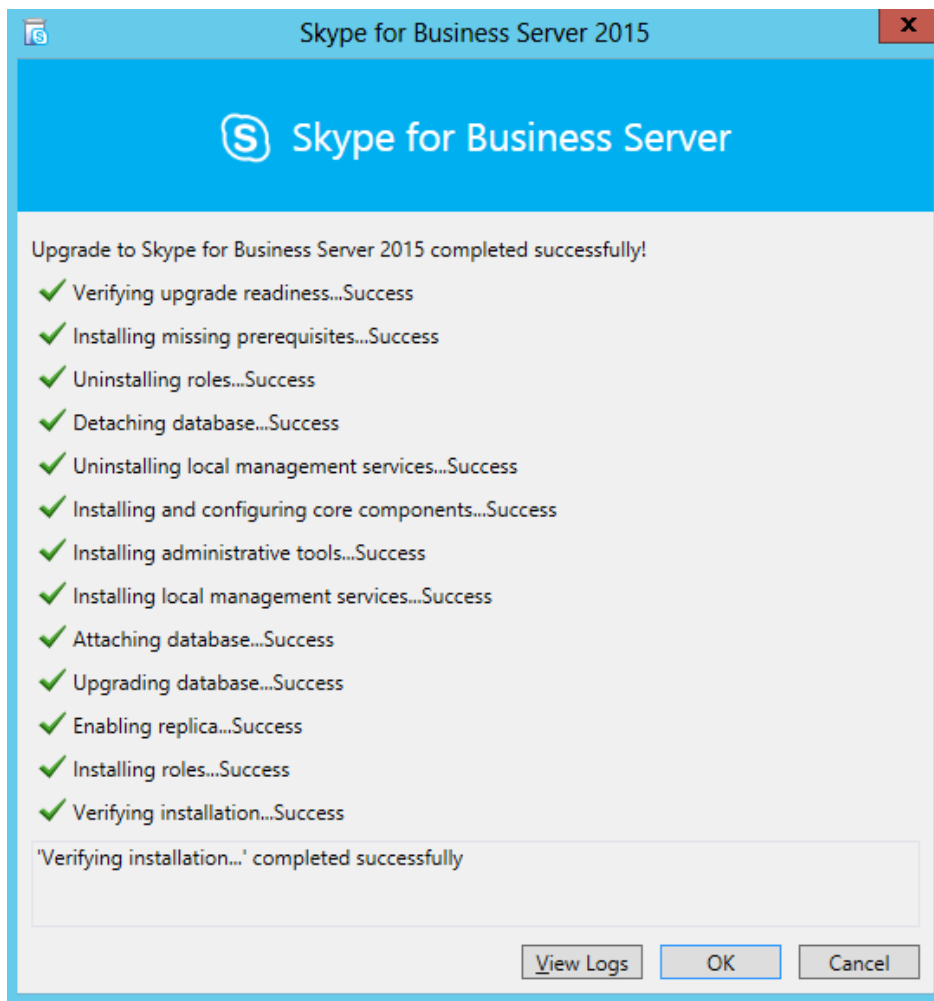 Skype for Business Server 2015
x
S Skype for Business Server
Upgrade to Skype for Business Server 2015 completed successfully!
Verifying upgrade readiness...Success
Installing missing prerequisites...Success
Uninstalling roles...Success
Detaching database...Success
Uninstalling local management services...Success
Installing and configuring core components...Success
Installing administrative tools...Success
Installing local management services...Success
Attaching database...Success
Upgrading database...Success
Enabling replica...Success
Installing roles...Success
Verifying installation...Success
'Verifying installation...' completed successfully
View Logs OK Cancel